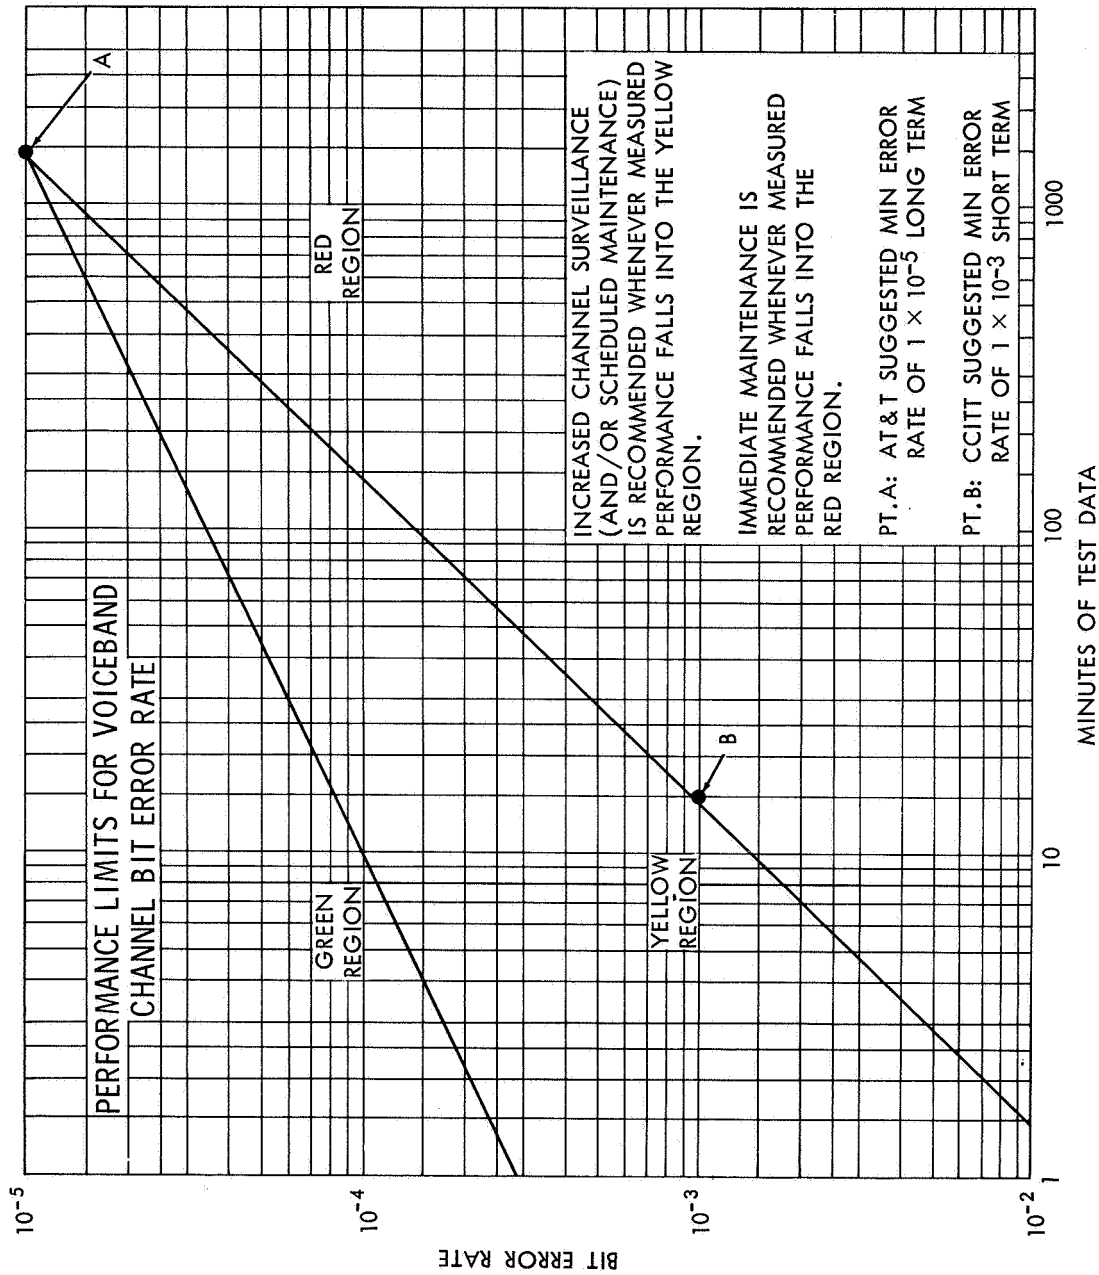 PERFORMANCE LIMITS FOR VOICEBAND
CHANNEL BIT ERROR RATE
BIT ERROR RATE
10-5
10-4
10-3
10-2
A
RED
REGION
GREEN
REGION
YELLOW
REGION
B
INCREASED CHANNEL SURVEILLANCE
(AND/OR SCHEDULED MAINTENANCE)
IS RECOMMENDED WHENEVER MEASURED
PERFORMANCE FALLS INTO THE YELLOW
REGION.
IMMEDIATE MAINTENANCE IS
RECOMMENDED WHENEVER MEASURED
PERFORMANCE FALLS INTO THE
RED REGION.
PT. A: AT&T SUGGESTED MIN ERROR
RATE OF 1 × 10-5 LONG TERM
PT. B: CCITT SUGGESTED MIN ERROR
RATE OF 1 × 10-3 SHORT TERM
1
10
100
1000
MINUTES OF TEST DATA